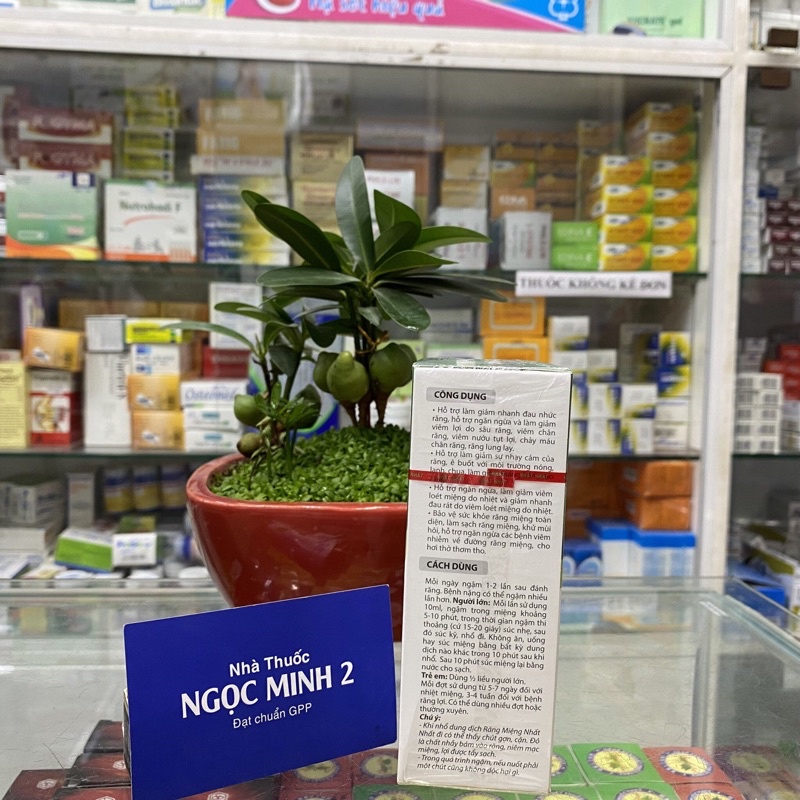 hiệu quả
Nutrohadi F
THUỐC KHÔNG KÊ ĐƠN
CÔNG DỤNG
• Hỗ trợ làm giảm nhanh đau nhức
răng, hỗ trợ ngăn ngừa và làm giảm
viêm lợi do sâu răng, viêm chân
răng, viêm nướu tụt lợi, chảy máu
chân răng, răng lung lay.
• Hỗ trợ làm giảm sự nhạy cảm của
răng, ê buốt với môi trường nóng,
lạnh, chua, làm
• Hỗ trợ ngăn ngừa, làm giảm viêm
loét miệng do nhiệt và giảm nhanh
đau rát do viêm loét miệng do nhiệt.
• Bảo vệ sức khỏe răng miệng toàn
diện, làm sạch răng miệng, khử mùi
hôi, hỗ trợ ngăn ngừa các bệnh viêm
nhiễm về đường răng miệng, cho
hơi thở thơm tho.
CÁCH DÙNG
Mỗi ngày ngậm 1-2 lần sau đánh
răng. Bệnh nặng có thể ngậm nhiều
lần hơn. Người lớn: Mỗi lần sử dụng
10ml, ngậm trong miệng khoảng
5-10 phút, trong thời gian ngậm thi
thoảng (cứ 15-20 giây) súc nhẹ, sau
đó súc kỹ, nhổ đi. Không ăn, uống
hay súc miệng bằng bất kỳ dung
dịch nào khác trong 10 phút sau khi
nhổ. Sau 10 phút súc miệng lại bằng
nước cho sạch.
Trẻ em: Dùng ½ liều người lớn.
Mỗi đợt sử dụng từ 5-7 ngày đối với
nhiệt miệng, 3-4 tuần đối với bệnh
răng lợi. Có thể dùng nhiều đợt hoặc
thường xuyên.
Chú ý:
- Khi nhổ dung dịch Răng Miệng Nhất
Nhất đi có thể thấy chút gợn, cặn. Đó
là chất nhầy bám vào răng, niêm mạc
miệng, lợi được tẩy sạch.
- Trong quá trình ngậm, nếu nuốt phải
một chút cũng không độc hại gì.
Nhà Thuốc
NGỌC MINH 2
Đạt chuẩn GPP